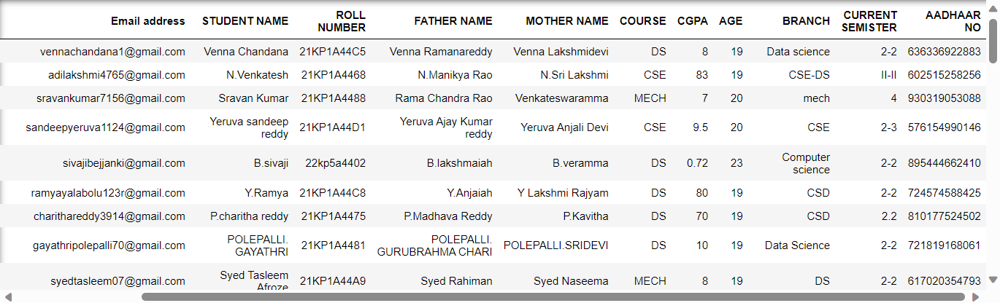 Email address STUDENT NAME ROLL NUMBER FATHER NAME MOTHER NAME COURSE CGPA AGE BRANCH CURRENT SEMISTER AADHAAR NO
vennachandana1@gmail.com Venna Chandana 21KP1A44C5 Venna Ramanareddy Venna Lakshmidevi DS 8 19 Data science 2-2 636336922883
adilakshmi4765@gmail.com N.Venkatesh 21KP1A4468 N.Manikya Rao N.Sri Lakshmi CSE 83 19 CSE-DS II-II 602515258256
sravankumar7156@gmail.com Sravan Kumar 21KP1A4488 Rama Chandra Rao Venkateswaramma MECH 7 20 mech 4 930319053088
sandeepyeruva1124@gmail.com Yeruva sandeep reddy 21KP1A44D1 Yeruva Ajay Kumar reddy Yeruva Anjali Devi CSE 9.5 20 CSE 2-3 576154990146
sivajibejjanki@gmail.com B.sivaji 22kp5a4402 B.lakshmaiah B.veramma DS 0.72 23 Computer science 2-2 895444662410
ramyayalabolu123r@gmail.com Y.Ramya 21KP1A44C8 Y.Anjaiah Y Lakshmi Rajyam DS 80 19 CSD 2-2 724574588425
charithareddy3914@gmail.com P.charitha reddy 21KP1A4475 P.Madhava Reddy P.Kavitha DS 70 19 CSD 2.2 810177524502
gayathripolepalli70@gmail.com POLEPALLI. GAYATHRI 21KP1A4481 POLEPALLI. GURUBRAHMA CHARI POLEPALLI.SRIDEVI DS 10 19 Data Science 2-2 721819168061
syedtasleem07@gmail.com Syed Tasleem Afroze 21KP1A44A9 Syed Rahiman Syed Naseema MECH 8 19 DS 2-2 617020354793